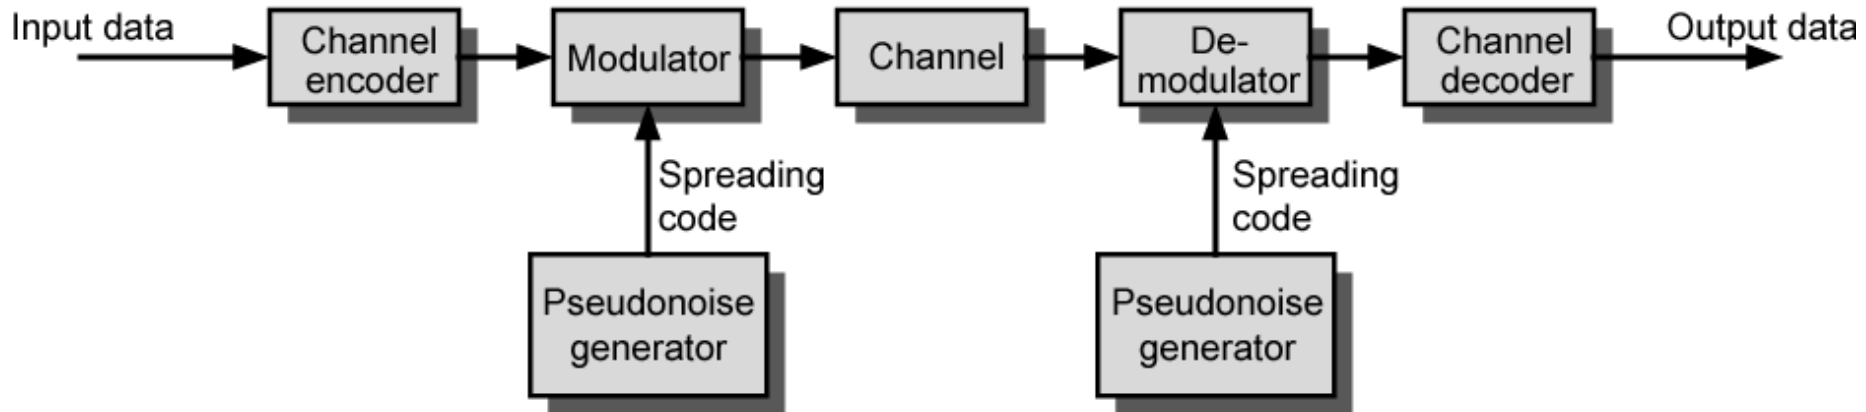 Input data
Channel
encoder
Modulator
Channel
De-
modulator
Channel
decoder
Output data
Spreading
code
Spreading
code
Pseudonoise
generator
Pseudonoise
generator